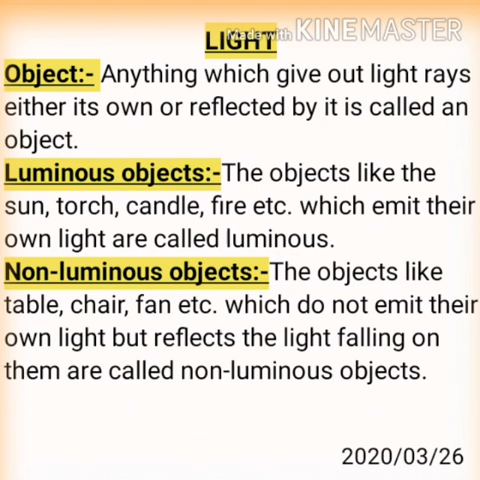 Made with KINEMASTER
LIGHT
Object:- Anything which give out light rays
either its own or reflected by it is called an
object.
Luminous objects:-The objects like the
sun, torch, candle, fire etc. which emit their
own light are called luminous.
Non-luminous objects:-The objects like
table, chair, fan etc. which do not emit their
own light but reflects the light falling on
them are called non-luminous objects.
2020/03/26